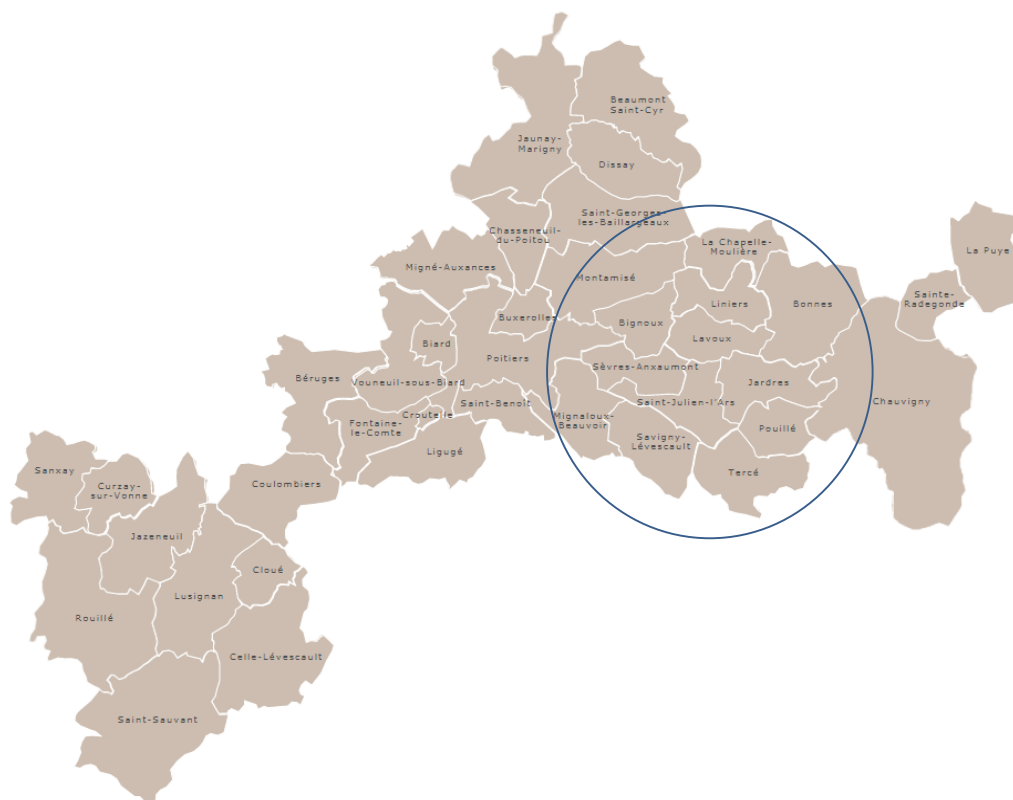 Beaumont
Saint-Cyr
Jaunay-
Marigny
Dissay
Saint-Georges-
les-Baillargeaux
Chasseneuil-
du-Poitou
La Chapelle-
Moulière
La Puye
Migné-Auxances
Montamisé
Sainte-
Radegonde
Liniers
Bonnes
Buxerolles
Bignoux
Biard
Lavoux
Poitiers
Sèvres-Anxaumont
Béruges
Vouneuil-sous-Biard
Jardres
Saint-Benoît
Saint-Julien-l'Ars
Chauvigny
Croutelle
Mignaloux-
Beauvoir
Fontaine-
le-Comte
Pouillé
Savigny-
Lévescault
Ligugé
Sanxay
Tercé
Curzay-
sur-Vonne
Coulombiers
Jazeneuil
Cloué
Lusignan
Rouillé
Celle-Lévescault
Saint-Sauvant